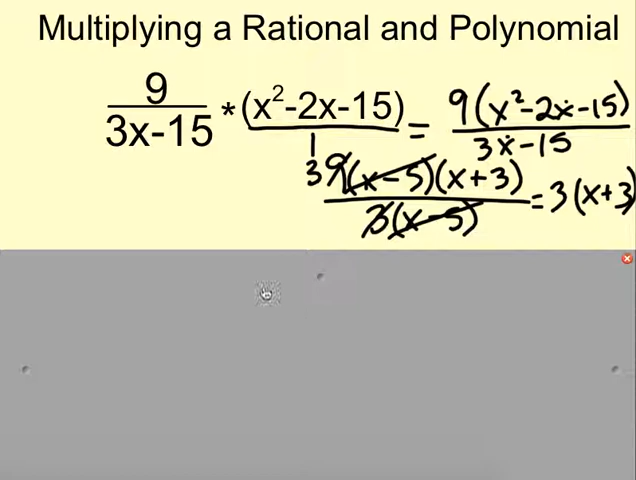 Multiplying a Rational and Polynomial
9/3x-15 * (x²-2x-15)/1 = 9(x²-2x-15)/3x-15
3 9(x-5)(x+3)/3(x-5) = 3(x+3)